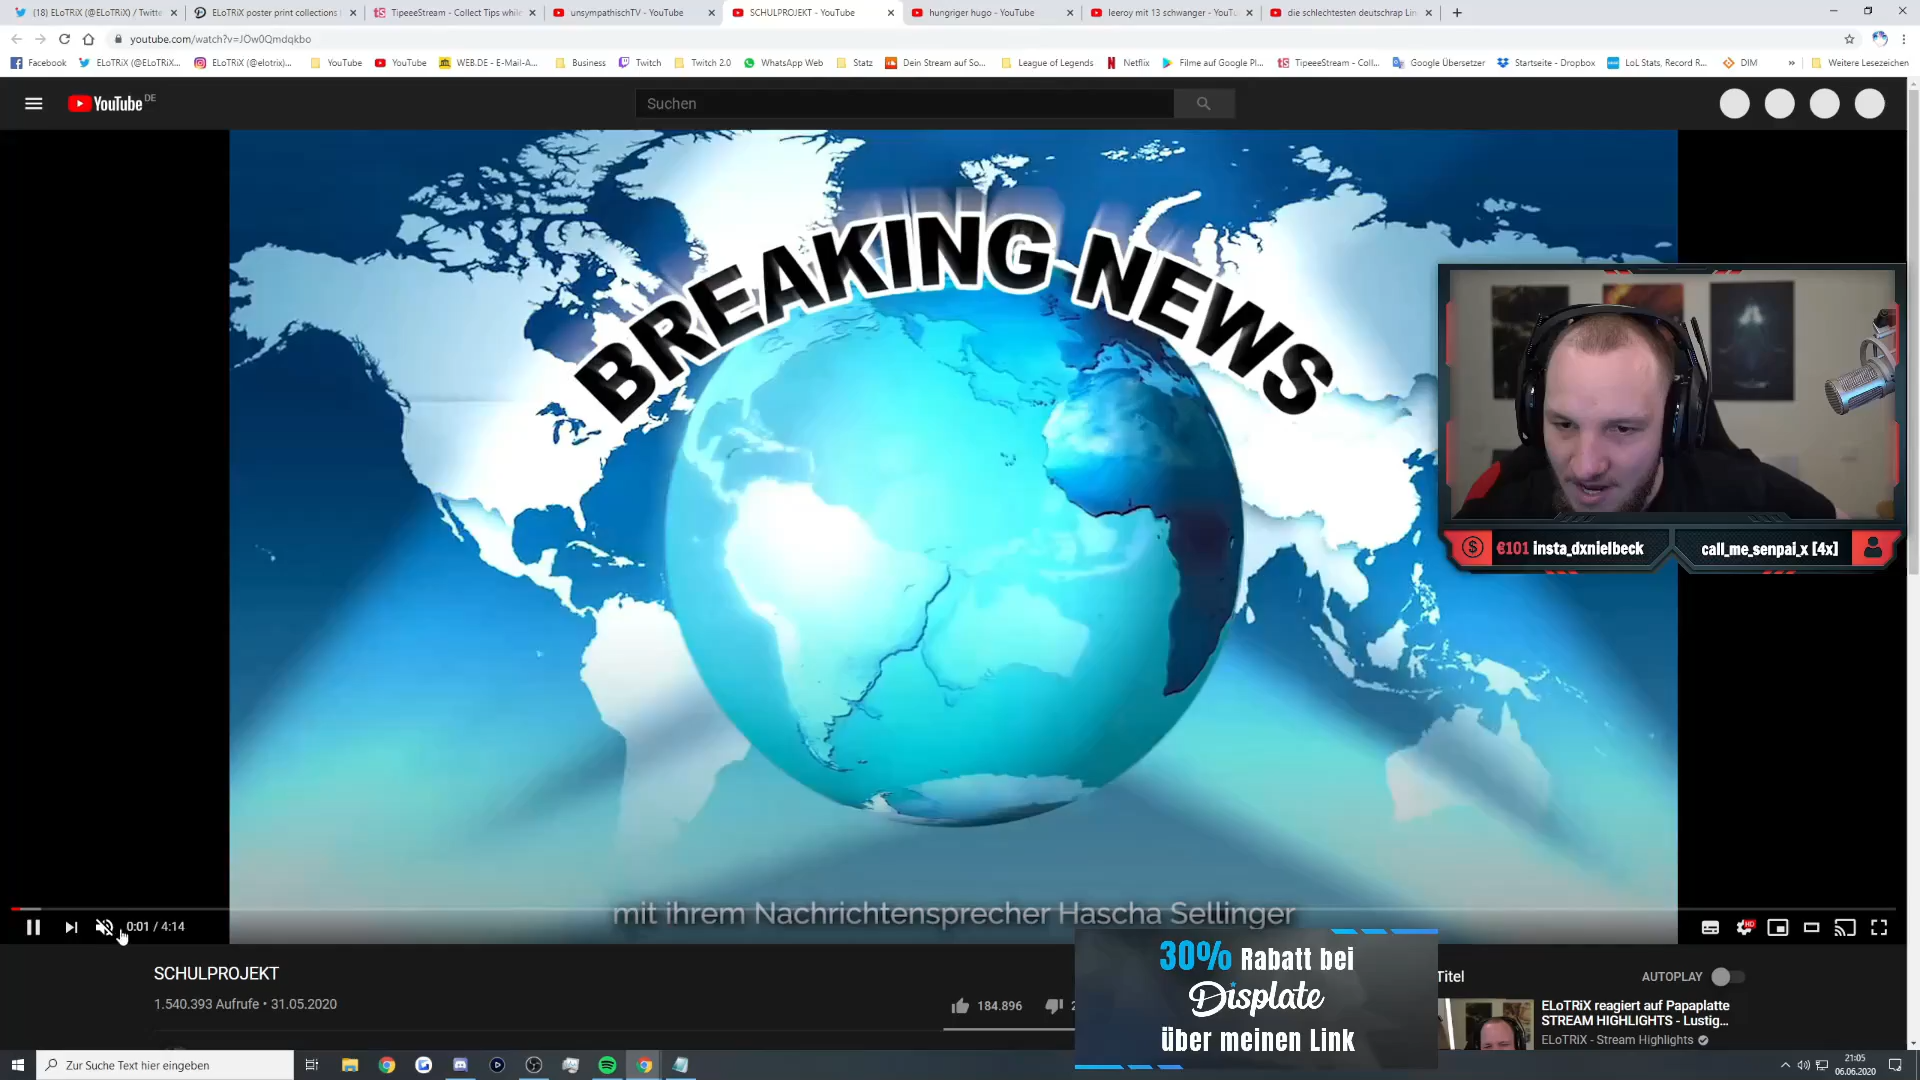 (18) ELoTRiX (@ELoTRiX) / Twitte
ELoTRiX poster print collections
TipeeeStream - Collect Tips while
unsympathischTV - YouTube
SCHULPROJEKT - YouTube
hungriger hugo - YouTube
leeroy mit 13 schwanger - YouTu
die schlechtesten deutschrap Lin
youtube.com/watch?v=JOw0Qmdqkbo
Facebook
ELoTRiX (@ELoTRiX...
ELoTRiX (@elotrix)...
YouTube
YouTube
WEB.DE - E-Mail-A...
Business
Twitch
Twitch 2.0
WhatsApp Web
Statz
Dein Stream auf So...
League of Legends
Netflix
Filme auf Google Pl...
TipeeeStream - Coll...
Google Übersetzer
Startseite - Dropbox
LoL Stats, Record R...
DIM
Weitere Lesezeichen
YouTube DE
Suchen
BREAKING NEWS
€101 insta_dxnielbeck
call_me_senpai_x [4x]
mit ihrem Nachrichtensprecher Hascha Sellinger
0:01 / 4:14
HD
SCHULPROJEKT
1.540.393 Aufrufe • 31.05.2020
184.896
30% Rabatt bei
Displate
über meinen Link
Titel
AUTOPLAY
ELoTRiX reagiert auf Papaplatte
STREAM HIGHLIGHTS - Lustig...
ELoTRiX - Stream Highlights
Zur Suche Text hier eingeben
21:05
06.06.2020